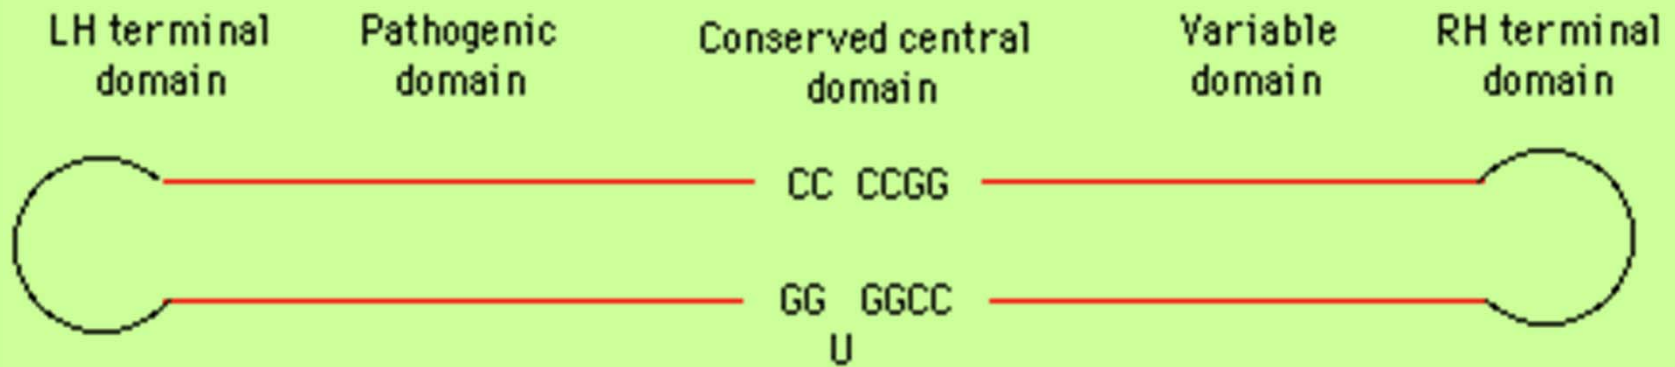 LH terminal
domain
Pathogenic
domain
Conserved central
domain
Variable
domain
RH terminal
domain
CC CCGG
GG GGCC
U